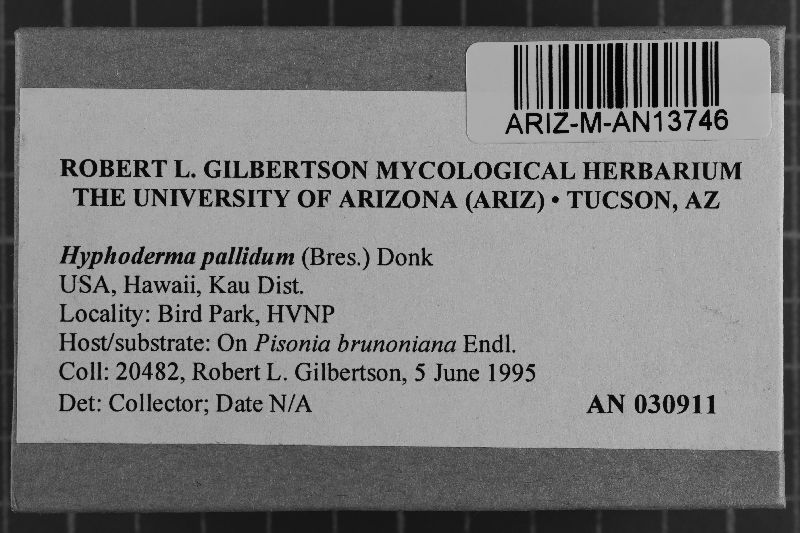 ARIZ-M-AN13746
ROBERT L. GILBERTSON MYCOLOGICAL HERBARIUM
THE UNIVERSITY OF ARIZONA (ARIZ) • TUCSON, AZ
Hyphoderma pallidum (Bres.) Donk
USA, Hawaii, Kau Dist.
Locality: Bird Park, HVNP
Host/substrate: On Pisonia brunoniana Endl.
Coll: 20482, Robert L. Gilbertson, 5 June 1995
Det: Collector; Date N/A
AN 030911